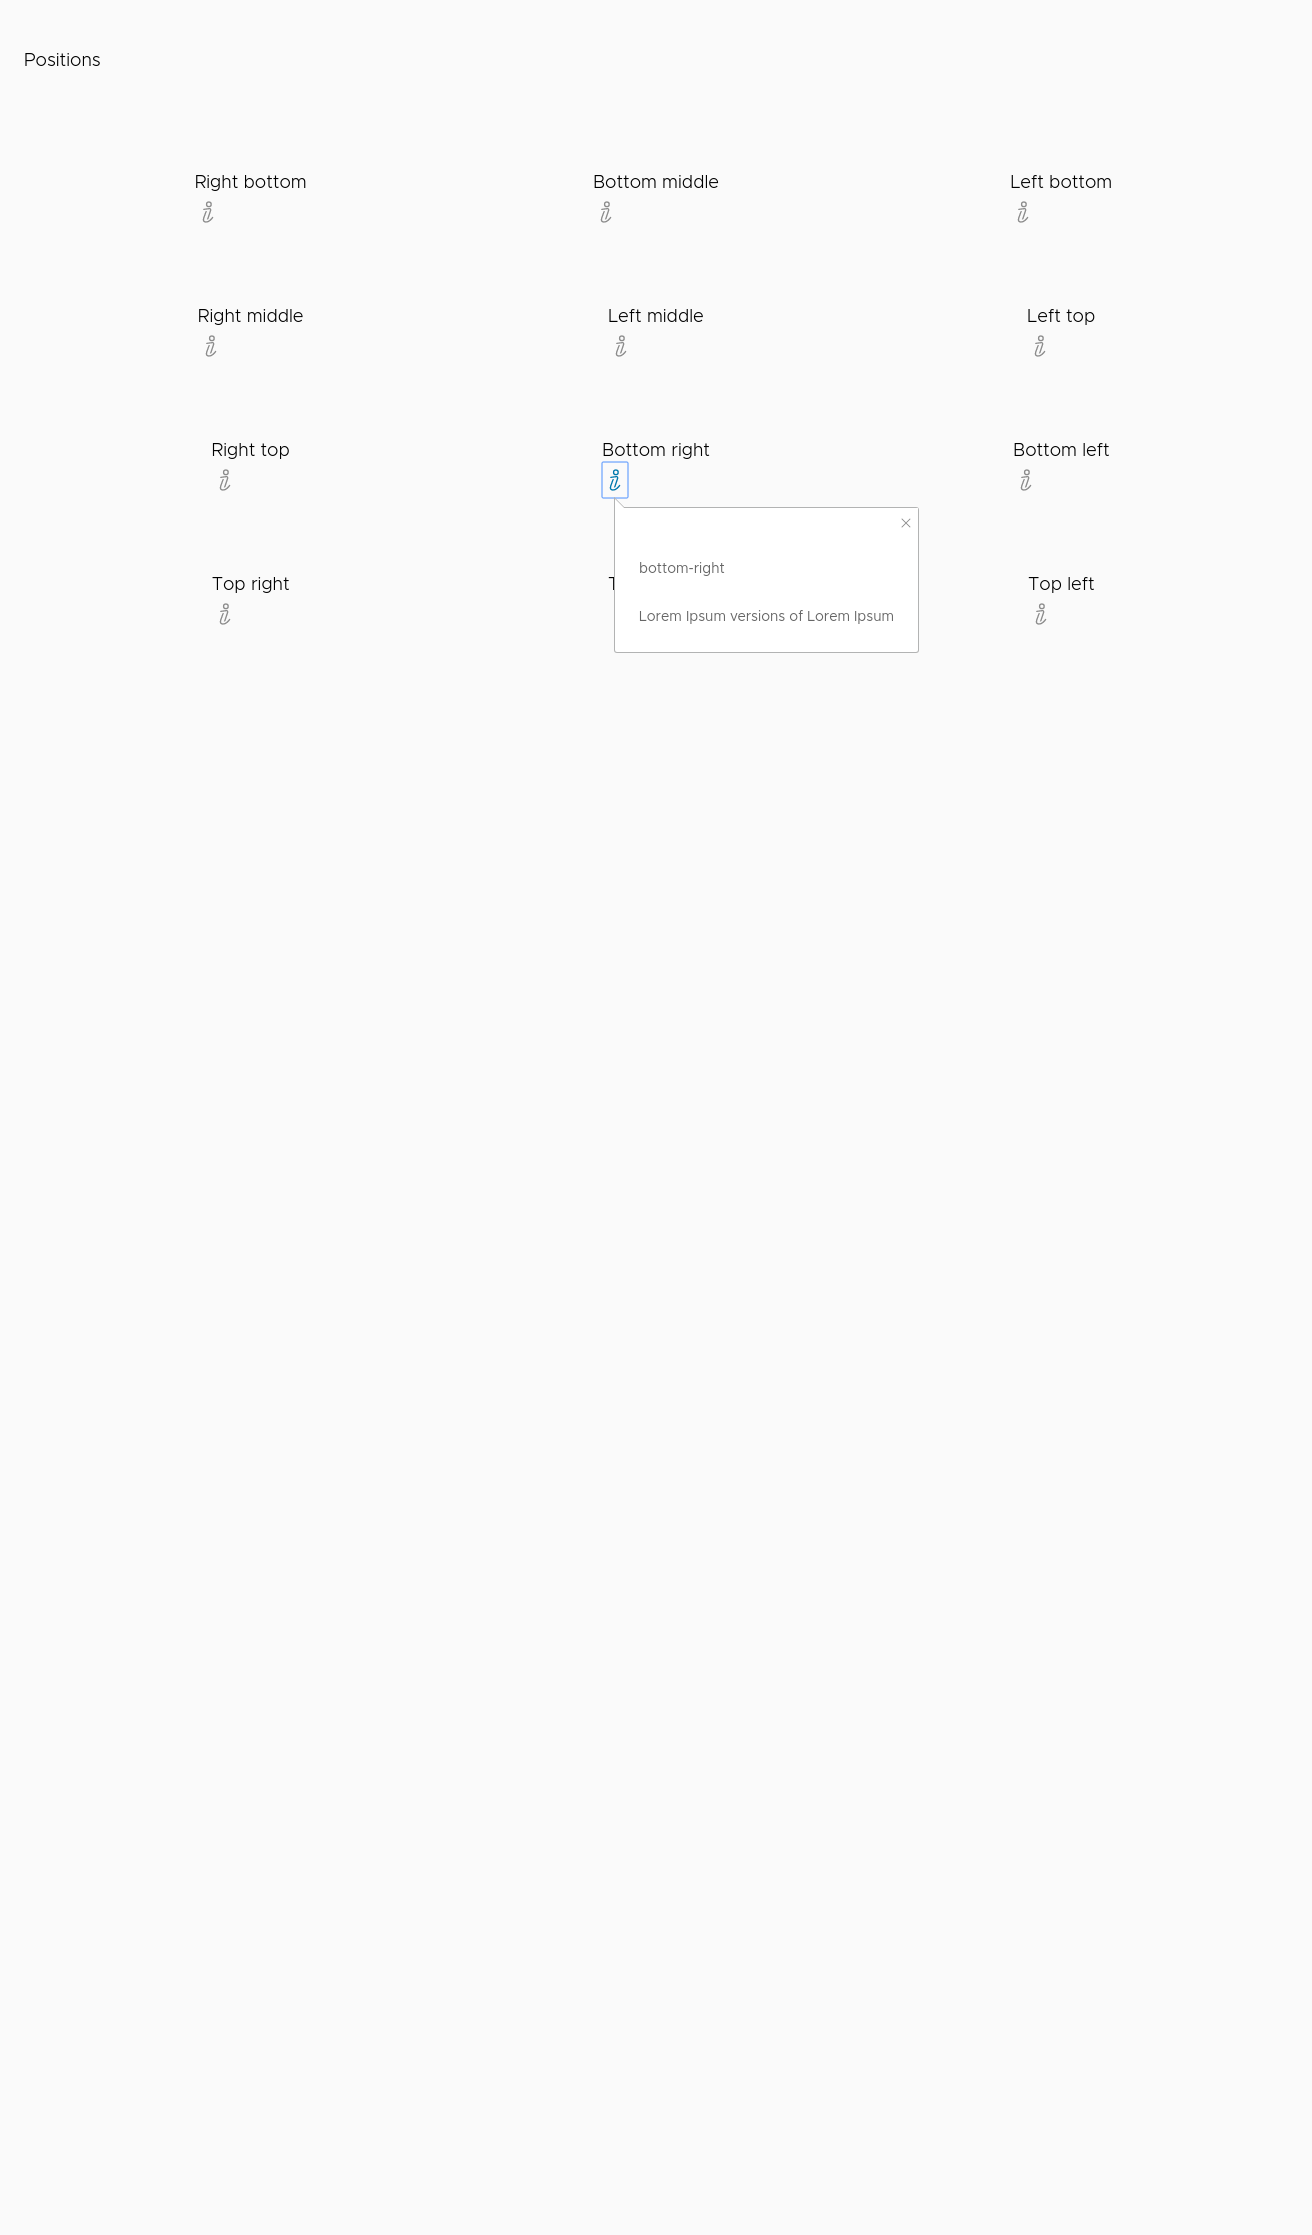 Positions
Right bottom
Bottom middle
Left bottom
Right middle
Left middle
Left top
Right top
Bottom right
Bottom left
bottom-right
Top right
Top left
Lorem Ipsum versions of Lorem Ipsum